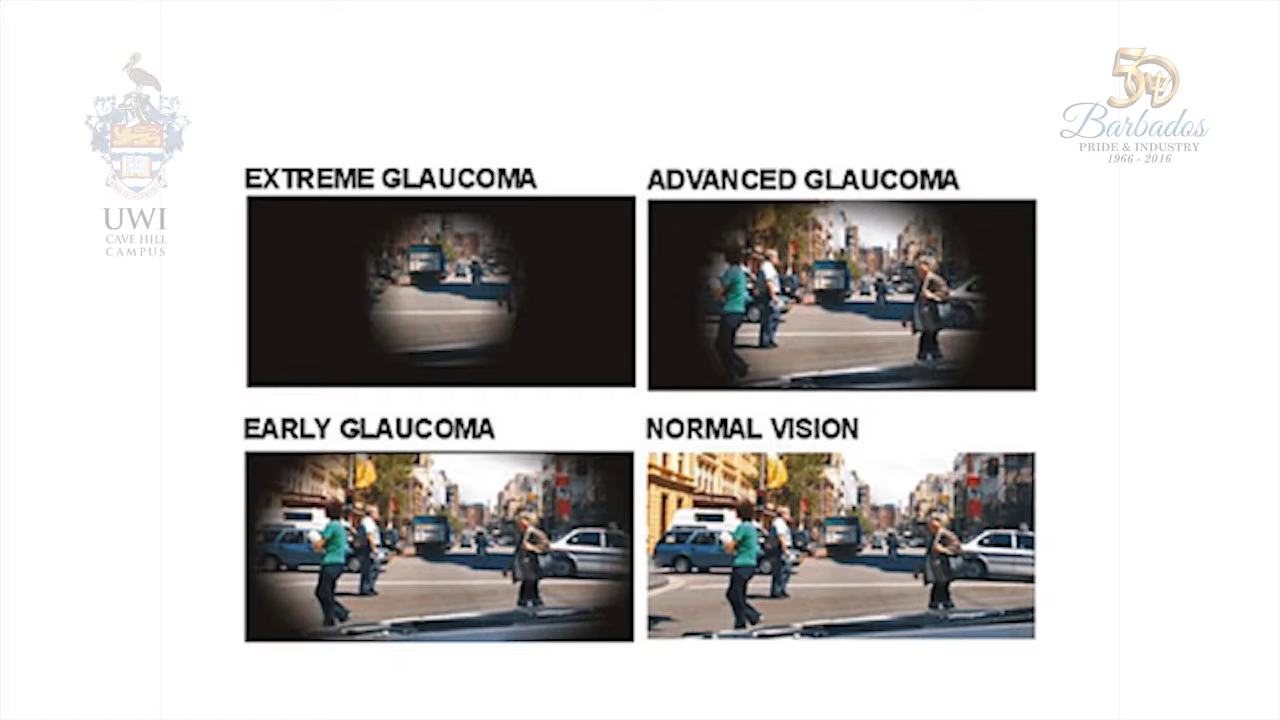 50
Barbados
PRIDE & INDUSTRY
1966 - 2016
UWI
CAVE HILL
CAMPUS
EXTREME GLAUCOMA
ADVANCED GLAUCOMA
EARLY GLAUCOMA
NORMAL VISION